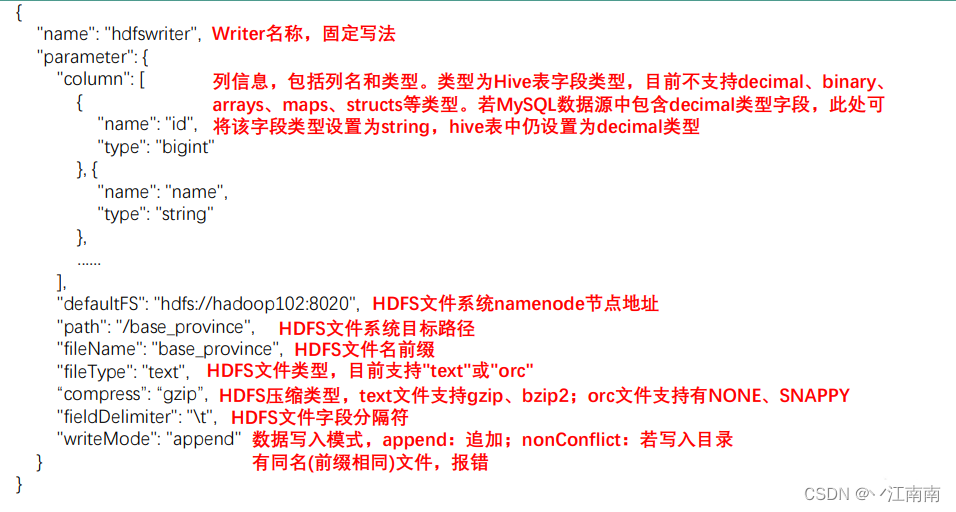 {
"name": "hdfswriter", Writer名称，固定写法
"parameter": {
"column": [ 列信息，包括列名和类型。类型为Hive表字段类型，目前不支持decimal、binary、
{ arrays、maps、structs等类型。若MySQL数据源中包含decimal类型字段，此处可
"name": "id", 将该字段类型设置为string，hive表中仍设置为decimal类型
"type": "bigint"
}, {
"name": "name",
"type": "string"
},
......
],
"defaultFS": "hdfs://hadoop102:8020", HDFS文件系统namenode节点地址
"path": "/base_province", HDFS文件系统目标路径
"fileName": "base_province", HDFS文件名前缀
"fileType": "text", HDFS文件类型，目前支持"text"或"orc"
“compress”: “gzip”, HDFS压缩类型，text文件支持gzip、bzip2；orc文件支持有NONE、SNAPPY
"fieldDelimiter": "\t", HDFS文件字段分隔符
"writeMode": "append" 数据写入模式，append：追加；nonConflict：若写入目录
} 有同名(前缀相同)文件，报错
}
CSDN @丷江南南